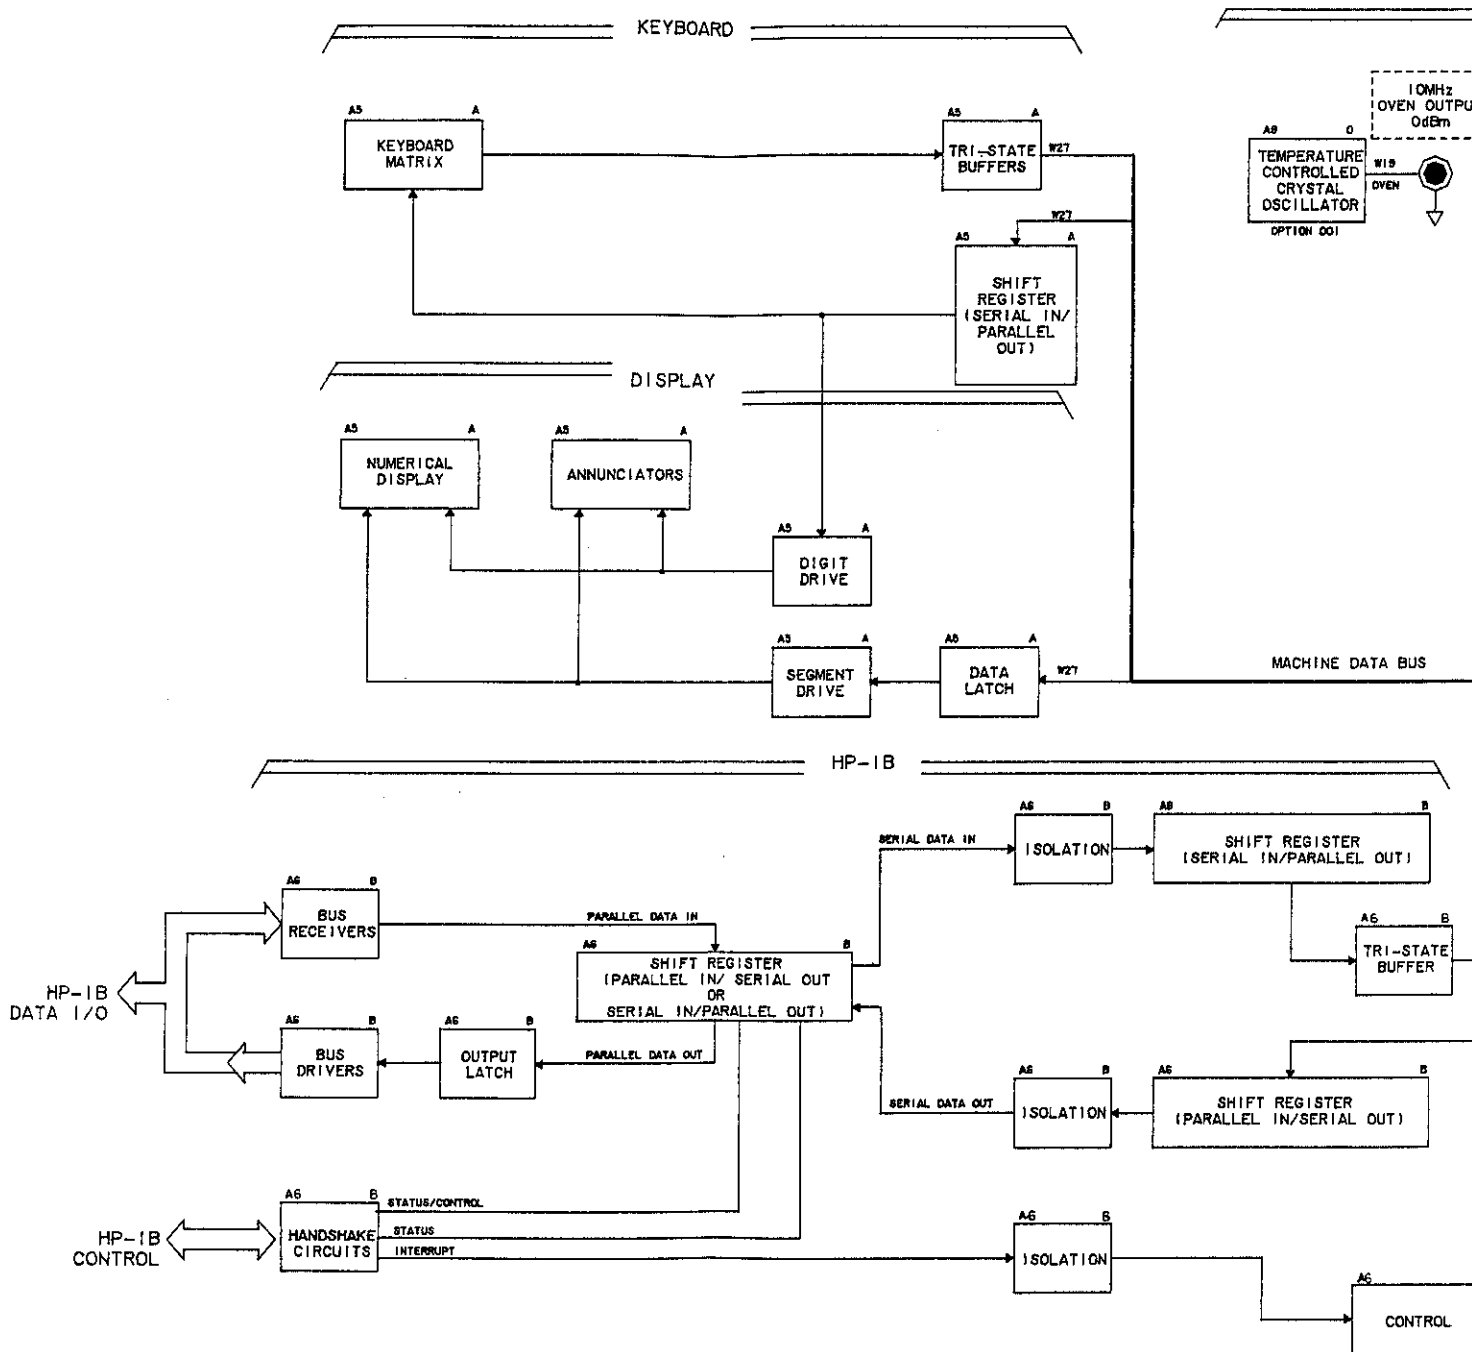 KEYBOARD
10MHz
OVEN OUTPU
0dBm
A5 A
KEYBOARD
MATRIX
A5 A
TRI-STATE
BUFFERS
W27
TEMPERATURE
CONTROLLED
CRYSTAL
OSCILLATOR
OPTION 001
W19
OVEN
W27
A5 A
SHIFT
REGISTER
(SERIAL IN/
PARALLEL
OUT)
DISPLAY
A5 A
NUMERICAL
DISPLAY
A5 A
ANNUNCIATORS
A5 A
DIGIT
DRIVE
A5 A
SEGMENT
DRIVE
A5 A
DATA
LATCH
W27
MACHINE DATA BUS
HP-IB
SERIAL DATA IN
A6 B
ISOLATION
B
SHIFT REGISTER
(SERIAL IN/PARALLEL OUT)
A6 B
BUS
RECEIVERS
PARALLEL DATA IN
A6 B
SHIFT REGISTER
(PARALLEL IN/ SERIAL OUT
OR
SERIAL IN/PARALLEL OUT)
A6 B
TRI-STATE
BUFFER
HP-IB
DATA I/O
A6 B
BUS
DRIVERS
A6 B
OUTPUT
LATCH
PARALLEL DATA OUT
SERIAL DATA OUT
A6 B
ISOLATION
A6 B
SHIFT REGISTER
(PARALLEL IN/SERIAL OUT)
HP-IB
CONTROL
A6 B
HANDSHAKE
CIRCUITS
STATUS/CONTROL
STATUS
INTERRUPT
A6 B
ISOLATION
A6
CONTROL